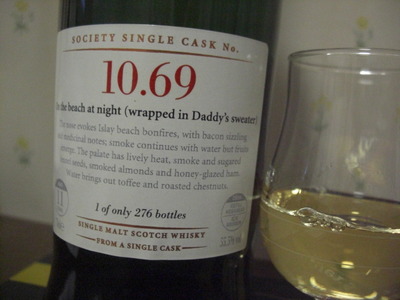 SOCIETY SINGLE CASK No.
10.69
the beach at night (wrapped in Daddy's sweater)
The nose evokes Islay beach bonfires, with bacon sizzling
and medicinal notes; smoke continues with water but fruits
emerge. The palate has lively heat, smoke and sugared
seeds, smoked almonds and honey-glazed ham.
Water brings out toffee and roasted chestnuts.
11
1 of only 276 bottles
SINGLE MALT SCOTCH WHISKY
FROM A SINGLE CASK